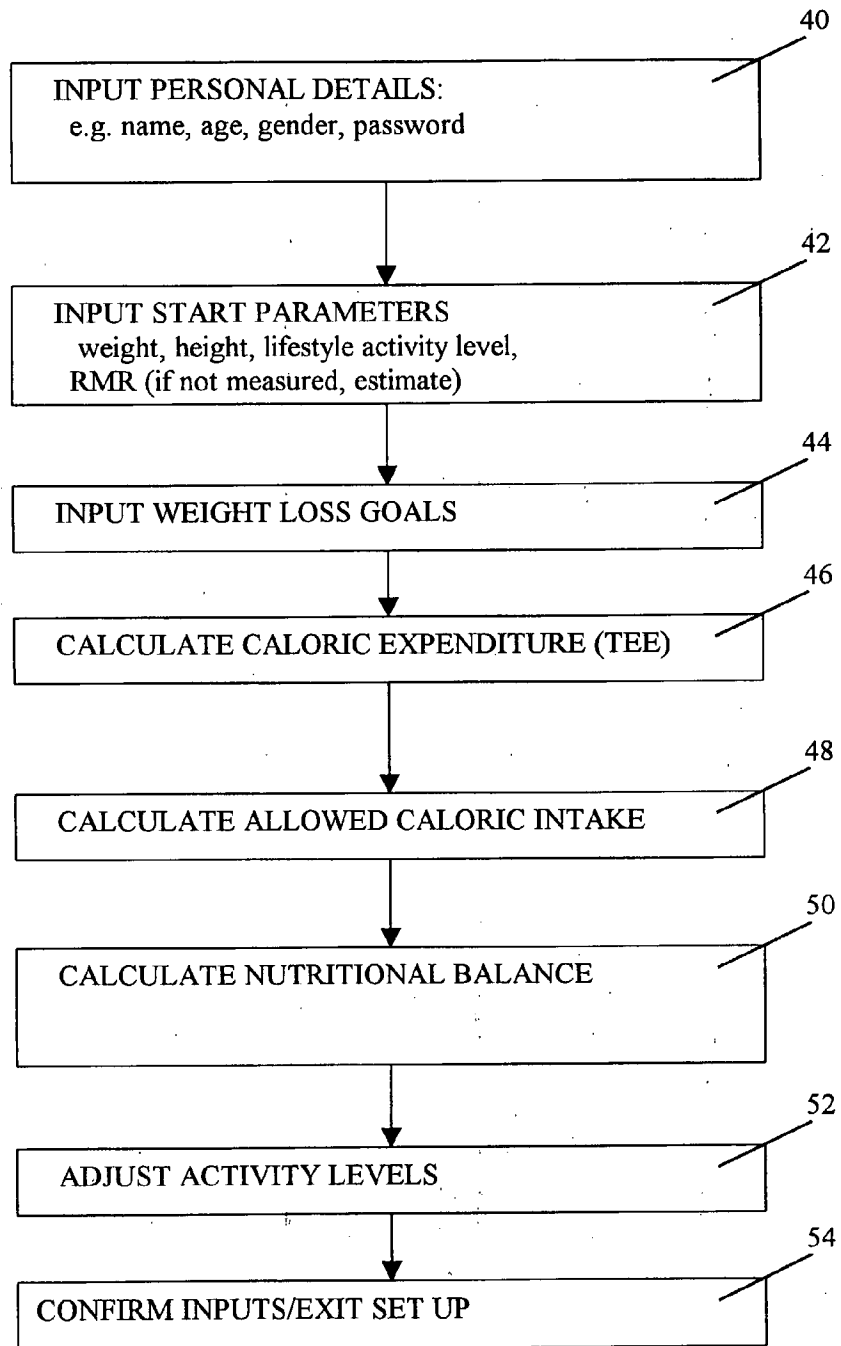 40
INPUT PERSONAL DETAILS:
e.g. name, age, gender, password
42
INPUT START PARAMETERS
weight, height, lifestyle activity level,
RMR (if not measured, estimate)
44
INPUT WEIGHT LOSS GOALS
46
CALCULATE CALORIC EXPENDITURE (TEE)
48
CALCULATE ALLOWED CALORIC INTAKE
50
CALCULATE NUTRITIONAL BALANCE
52
ADJUST ACTIVITY LEVELS
54
CONFIRM INPUTS/EXIT SET UP